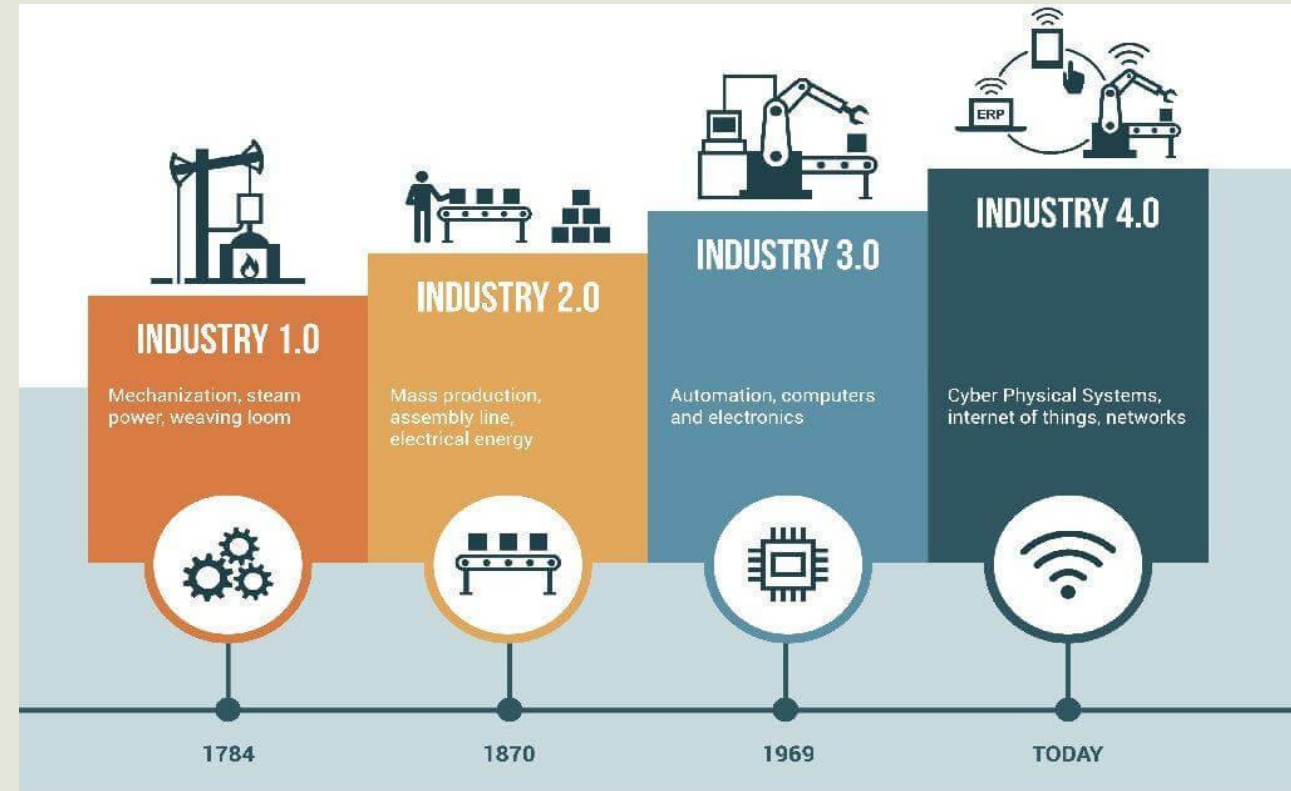 ERP
INDUSTRY 1.0
Mechanization, steam
power, weaving loom
INDUSTRY 2.0
Mass production,
assembly line,
electrical energy
INDUSTRY 3.0
Automation, computers
and electronics
INDUSTRY 4.0
Cyber Physical Systems,
internet of things, networks
1784
1870
1969
TODAY